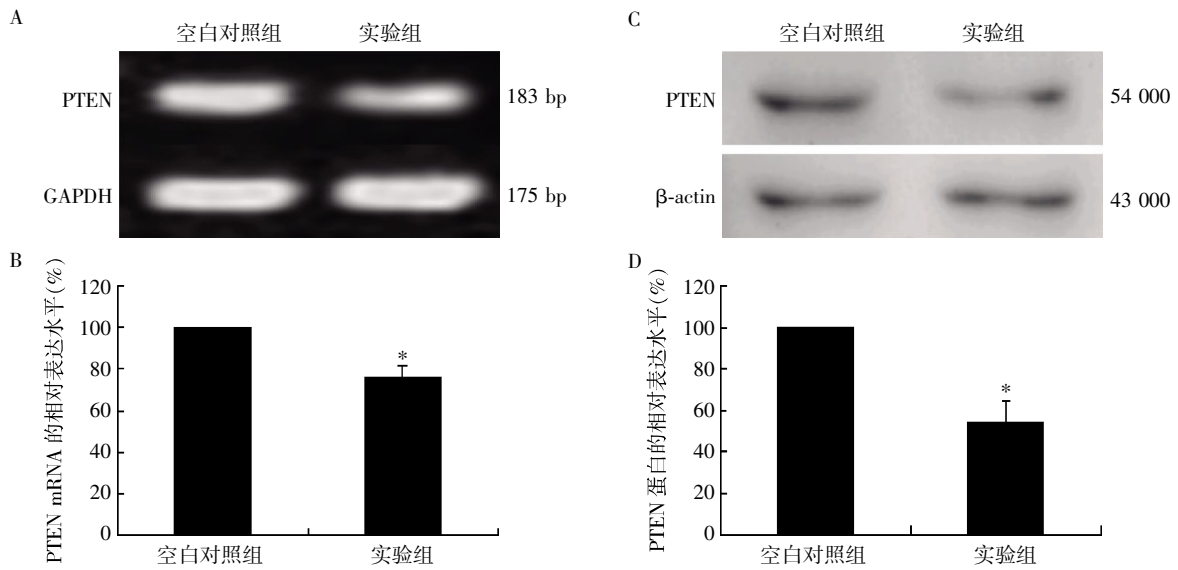 A
空白对照组 实验组
PTEN 183 bp
GAPDH 175 bp
B
PTEN mRNA 的相对表达水平(%)
120
100
80
60
40
20
0
*
空白对照组 实验组
C
空白对照组 实验组
PTEN 54 000
β-actin 43 000
D
PTEN 蛋白的相对表达水平(%)
120
100
80
60
40
20
0
*
空白对照组 实验组